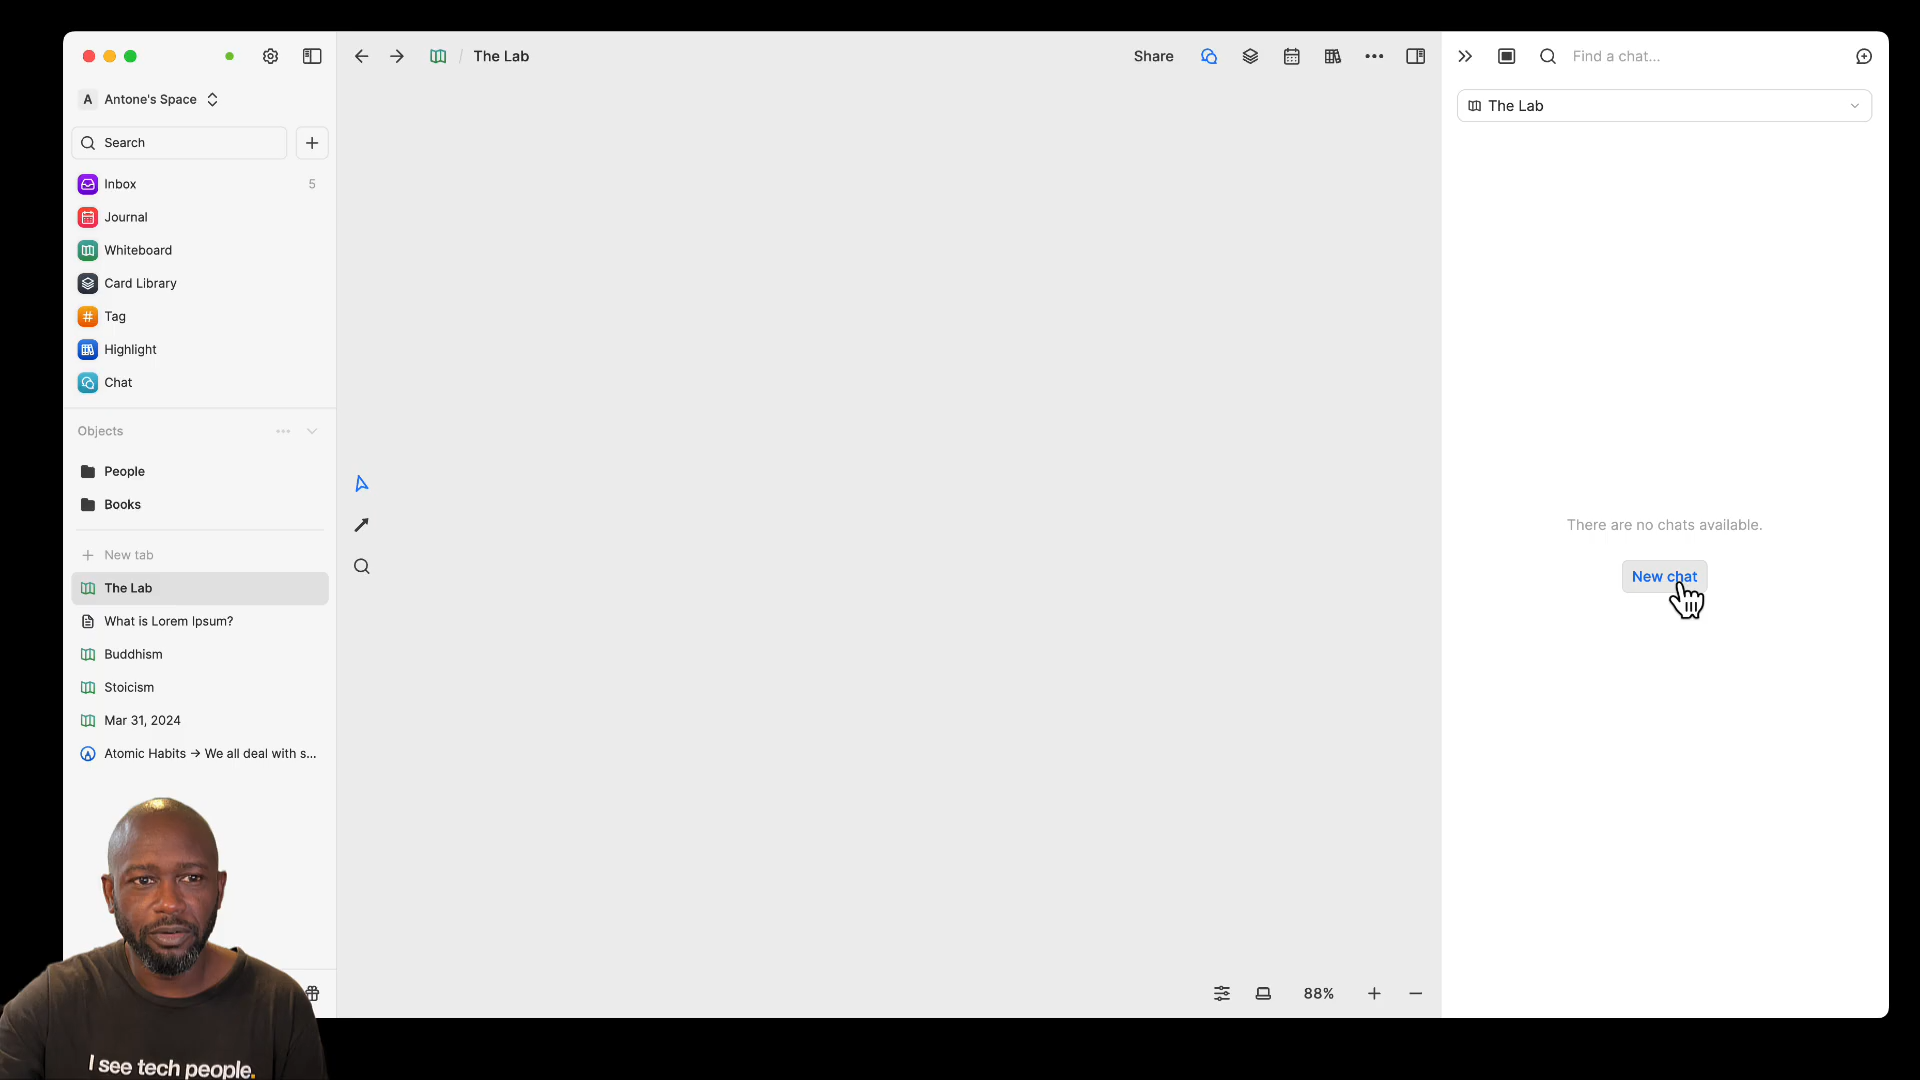 The Lab
Share
Find a chat...
A Antone's Space
The Lab
Search
Inbox 5
Journal
Whiteboard
Card Library
Tag
Highlight
Chat
Objects
People
Books
There are no chats available.
New tab
New chat
The Lab
What is Lorem Ipsum?
Buddhism
Stoicism
Mar 31, 2024
Atomic Habits → We all deal with s...
88%
I see tech people.